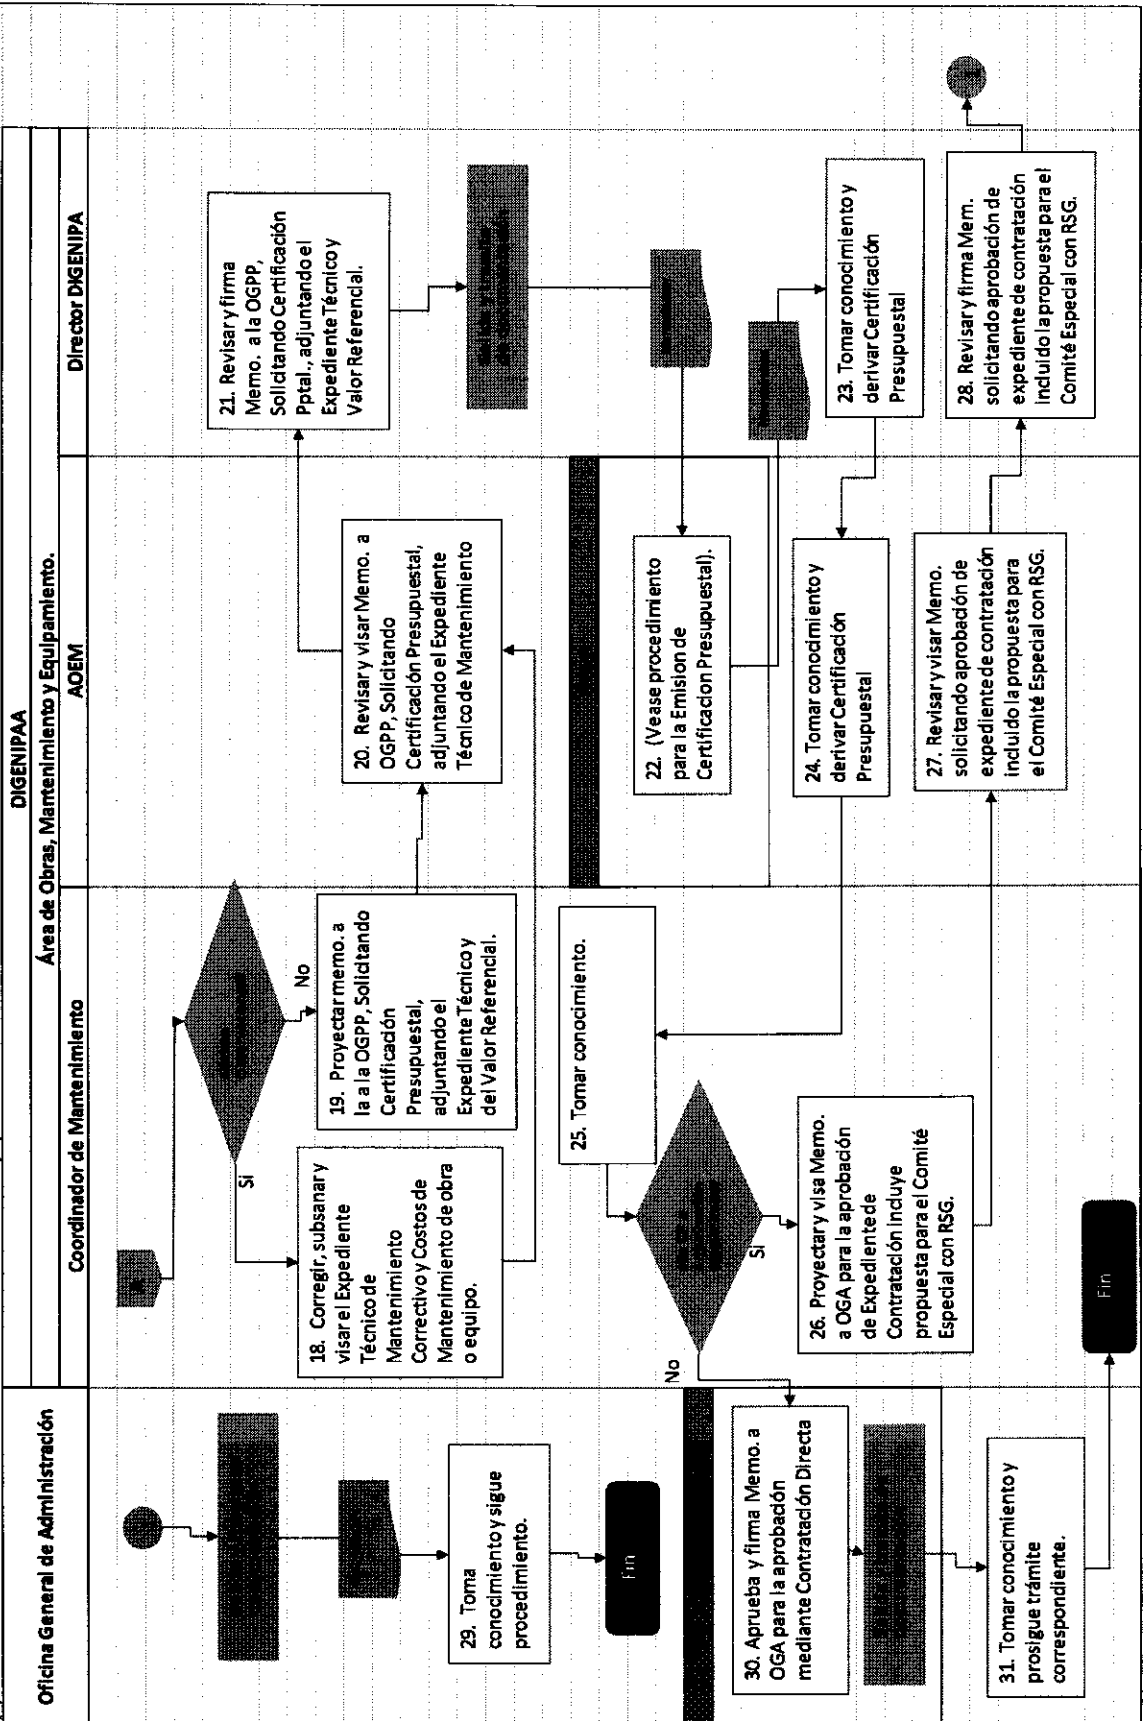 DIGENIPAA
Área de Obras, Mantenimiento y Equipamiento.
Oficina General de Administración
Coordinador de Mantenimiento
AOEM
Director DIGENIPA
Si
No
18. Corregir, subsanar y
visar el Expediente
Técnico de
Mantenimiento
Correctivo y Costos de
Mantenimiento de obra
o equipo.
19. Proyectar memo. a
la a la OGPP, Solicitando
Certificación
Presupuestal,
adjuntando el
Expediente Técnico y
del Valor Referencial.
20. Revisar y visar Memo. a
OGPP, Solicitando
Certificación Presupuestal,
adjuntando el Expediente
Técnico de Mantenimiento
21. Revisar y firma
Memo. a la OGPP,
Solicitando Certificación
Pptal., adjuntando el
Expediente Técnico y
Valor Referencial.
22. (Vease procedimiento
para la Emision de
Certificacion Presupuestal).
23. Tomar conocimiento y
derivar Certificación
Presupuestal
24. Tomar conocimiento y
derivar Certificación
Presupuestal
25. Tomar conocimiento.
Si
No
26. Proyectar y visa Memo.
a OGA para la aprobación
de Expediente de
Contratación incluye
propuesta para el Comité
Especial con RSG.
27. Revisar y visar Memo.
solicitando aprobación de
expediente de contratación
incluido la propuesta para
el Comité Especial con RSG.
28. Revisar y firma Mem.
solicitando aprobación de
expediente de contratación
incluido la propuesta para el
Comité Especial con RSG.
29. Toma
conocimiento y sigue
procedimiento.
Fin
30. Aprueba y firma Memo. a
OGA para la aprobación
mediante Contratación Directa
31. Tomar conocimiento y
prosigue trámite
correspondiente.
Fin